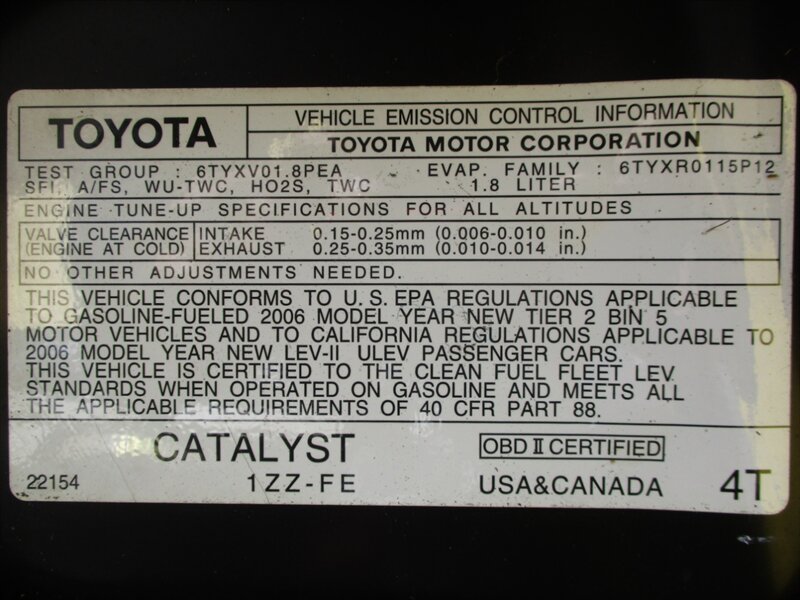 TOYOTA
VEHICLE EMISSION CONTROL INFORMATION
TOYOTA MOTOR CORPORATION
TEST GROUP : 6TYXV01.8PEA EVAP. FAMILY : 6TYXR0115P12
SFI, A/FS, WU-TWC, HO2S, TWC 1.8 LITER
ENGINE TUNE-UP SPECIFICATIONS FOR ALL ALTITUDES
VALVE CLEARANCE INTAKE 0.15-0.25mm (0.006-0.010 in.)
(ENGINE AT COLD) EXHAUST 0.25-0.35mm (0.010-0.014 in.)
NO OTHER ADJUSTMENTS NEEDED.
THIS VEHICLE CONFORMS TO U.S.EPA REGULATIONS APPLICABLE
TO GASOLINE-FUELED 2006 MODEL YEAR NEW TIER 2 BIN 5
MOTOR VEHICLES AND TO CALIFORNIA REGULATIONS APPLICABLE TO
2006 MODEL YEAR NEW LEV-II ULEV PASSENGER CARS.
THIS VEHICLE IS CERTIFIED TO THE CLEAN FUEL FLEET LEV
STANDARDS WHEN OPERATED ON GASOLINE AND MEETS ALL
THE APPLICABLE REQUIREMENTS OF 40 CFR PART 88.
CATALYST OBD II CERTIFIED
22154 1ZZ-FE USA&CANADA 4T